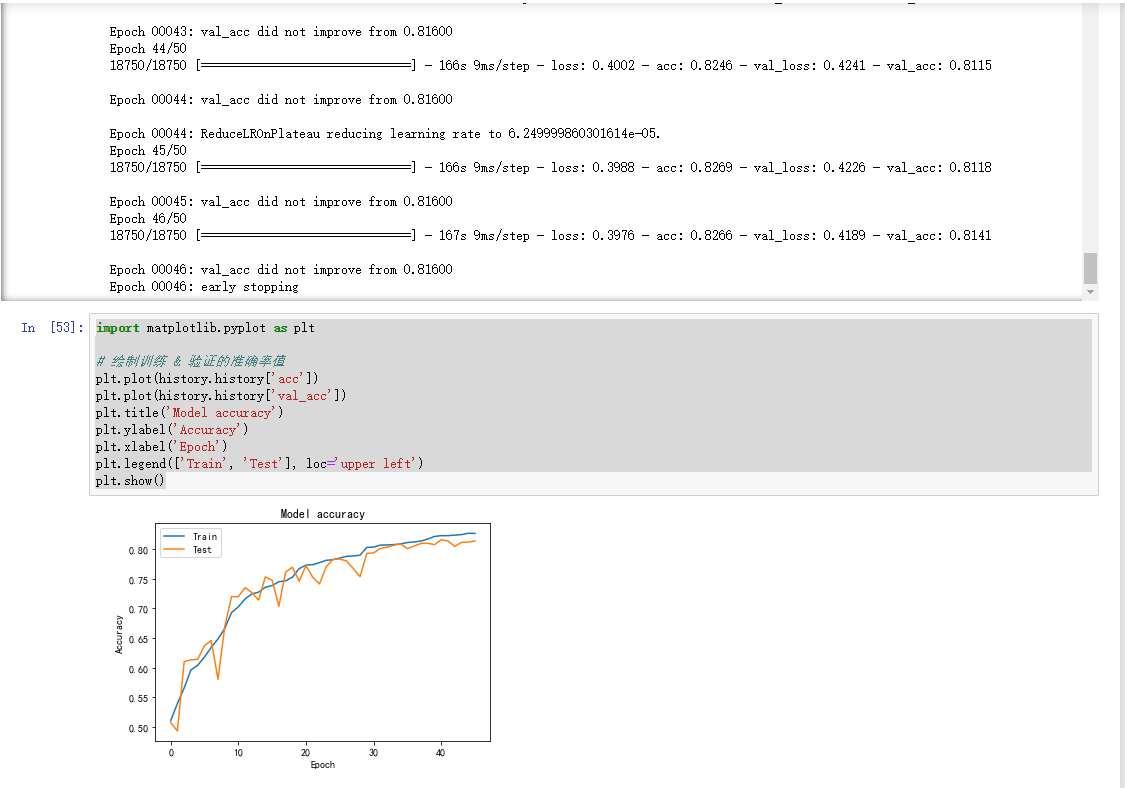 Epoch 00043: val_acc did not improve from 0.81600
Epoch 44/50
18750/18750 [==============================] - 166s 9ms/step - loss: 0.4002 - acc: 0.8246 - val_loss: 0.4241 - val_acc: 0.8115
Epoch 00044: val_acc did not improve from 0.81600
Epoch 00044: ReduceLROnPlateau reducing learning rate to 6.249999860301614e-05.
Epoch 45/50
18750/18750 [==============================] - 166s 9ms/step - loss: 0.3988 - acc: 0.8269 - val_loss: 0.4226 - val_acc: 0.8118
Epoch 00045: val_acc did not improve from 0.81600
Epoch 46/50
18750/18750 [==============================] - 167s 9ms/step - loss: 0.3976 - acc: 0.8266 - val_loss: 0.4189 - val_acc: 0.8141
Epoch 00046: val_acc did not improve from 0.81600
Epoch 00046: early stopping
In [53]: import matplotlib.pyplot as plt
# 绘制训练 & 验证的准确率值
plt.plot(history.history['acc'])
plt.plot(history.history['val_acc'])
plt.title('Model accuracy')
plt.ylabel('Accuracy')
plt.xlabel('Epoch')
plt.legend(['Train', 'Test'], loc='upper left')
plt.show()
Model accuracy
Train
Test
0.80
0.75
0.70
0.65
0.60
0.55
0.50
Accuracy
0 10 20 30 40
Epoch